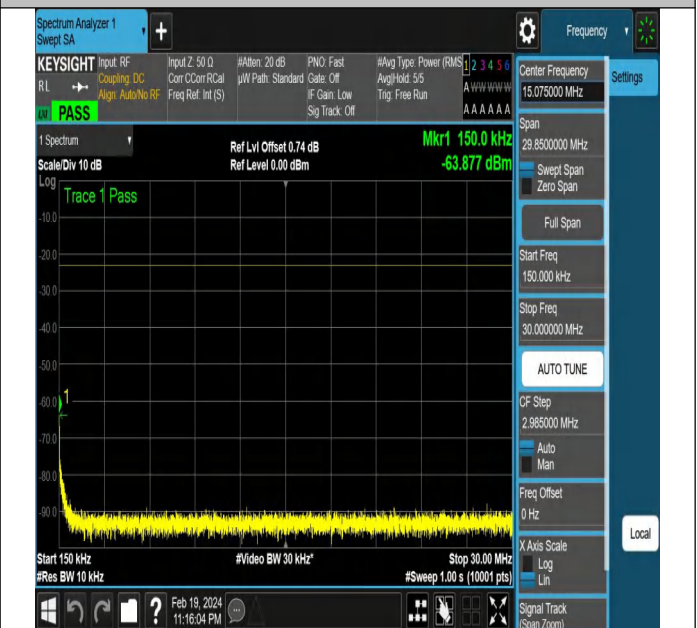 Spectrum Analyzer 1
Swept SA
+
Frequency
KEYSIGHT
RL
PASS
Input: RF
Coupling: DC
Align: Auto/No RF
Input Z: 50 Ω
Corr CCorr RCal
Freq Ref: Int (S)
#Atten: 20 dB
µW Path: Standard
PNO: Fast
Gate: Off
IF Gain: Low
Sig Track: Off
#Avg Type: Power (RMS
Avg|Hold: 5/5
Trig: Free Run
1 2 3 4 5 6
A W W W W W
A A A A A A
1 Spectrum
Scale/Div 10 dB
Ref Lvl Offset 0.74 dB
Ref Level 0.00 dBm
Mkr1 150.0 kHz
-63.877 dBm
Log
Trace 1 Pass
-10.0
-20.0
-30.0
-40.0
-50.0
-60.0
1
-70.0
-80.0
-90.0
Start 150 kHz
#Res BW 10 kHz
#Video BW 30 kHz*
Stop 30.00 MHz
#Sweep 1.00 s (10001 pts)
Center Frequency
15.075000 MHz
Settings
Span
29.8500000 MHz
Swept Span
Zero Span
Full Span
Start Freq
150.000 kHz
Stop Freq
30.000000 MHz
AUTO TUNE
CF Step
2.985000 MHz
Auto
Man
Freq Offset
0 Hz
X Axis Scale
Log
Lin
Local
Signal Track
(Span Zoom)
?
Feb 19, 2024
11:16:04 PM